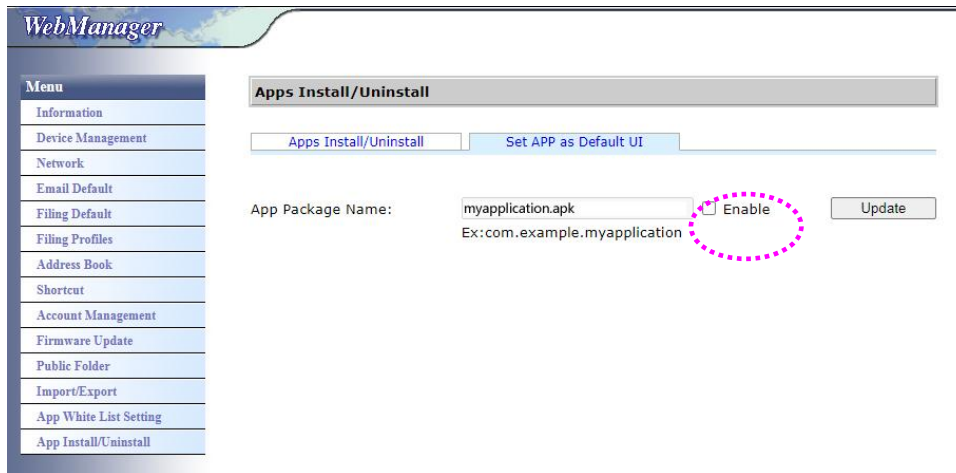 WebManager
Menu
Information
Device Management
Network
Email Default
Filing Default
Filing Profiles
Address Book
Shortcut
Account Management
Firmware Update
Public Folder
Import/Export
App White List Setting
App Install/Uninstall
Apps Install/Uninstall
Apps Install/Uninstall Set APP as Default UI
App Package Name: myapplication.apk Enable Update
Ex:com.example.myapplication